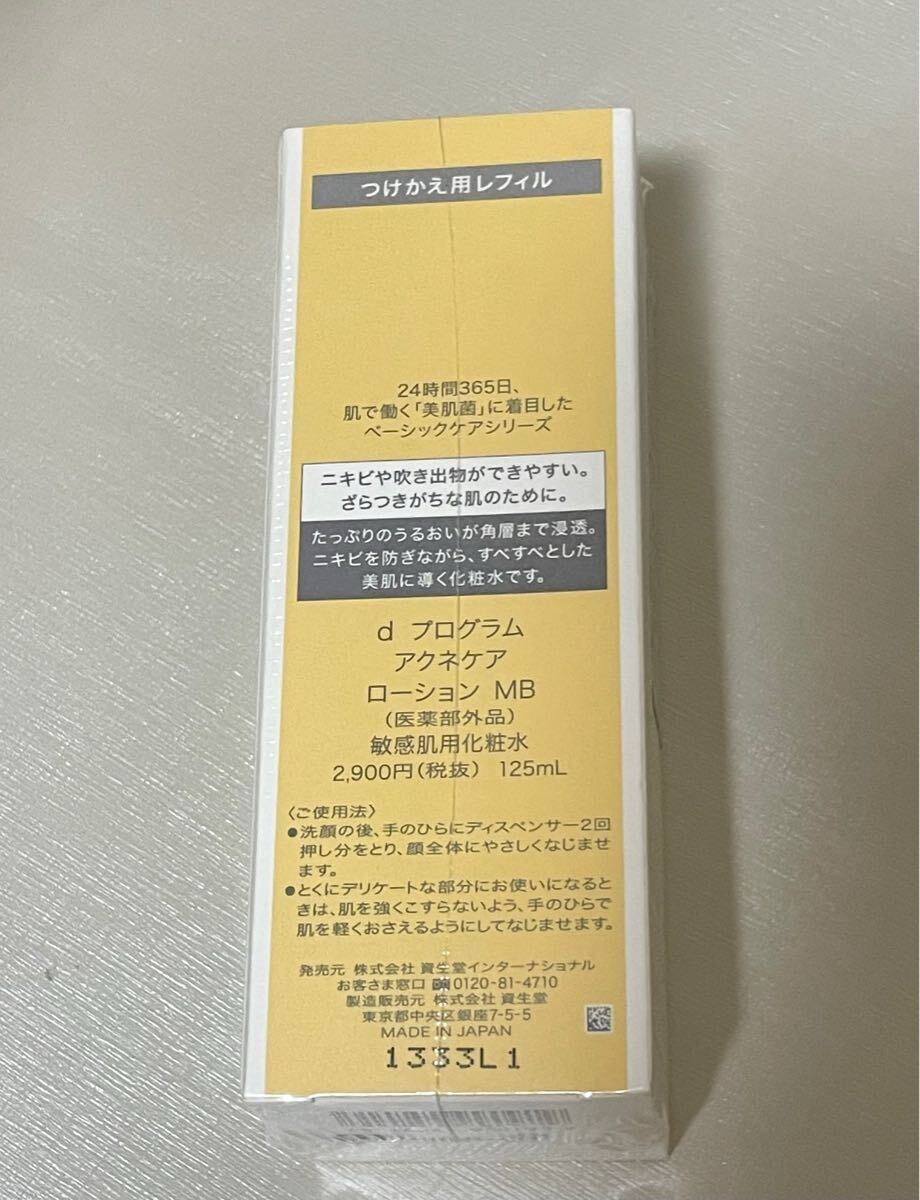 つけかえ用レフィル
24時間365日、
肌で働く「美肌菌」に着目した
ベーシックケアシリーズ
ニキビや吹き出物ができやすい。
ざらつきがちな肌のために。
たっぷりのうるおいが角層まで浸透。
ニキビを防ぎながら、すべすべとした
美肌に導く化粧水です。
d プログラム
アクネケア
ローション MB
（医薬部外品）
敏感肌用化粧水
2,900円（税抜） 125mL
〈ご使用法〉
●洗顔の後、手のひらにディスペンサー2回
押し分をとり、顔全体にやさしくなじませ
ます。
●とくにデリケートな部分にお使いになると
きは、肌を強くこすらないよう、手のひらで
肌を軽くおさえるようにしてなじませます。
発売元 株式会社 資生堂インターナショナル
お客さま窓口 0120-81-4710
製造販売元 株式会社 資生堂
東京都中央区銀座7-5-5
MADE IN JAPAN
1333L1